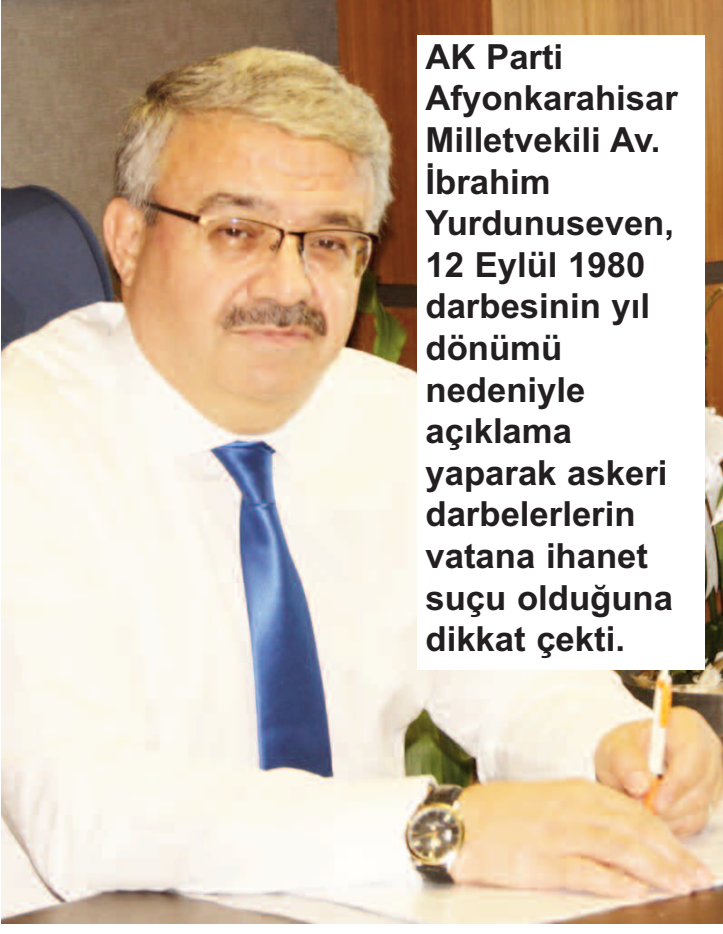 AK Parti
Afyonkarahisar
Milletvekili Av.
İbrahim
Yurdunuseven,
12 Eylül 1980
darbesinin yıl
dönümü
nedeniyle
açıklama
yaparak askeri
darbelerlerin
vatana ihanet
suçu olduğuna
dikkat çekti.